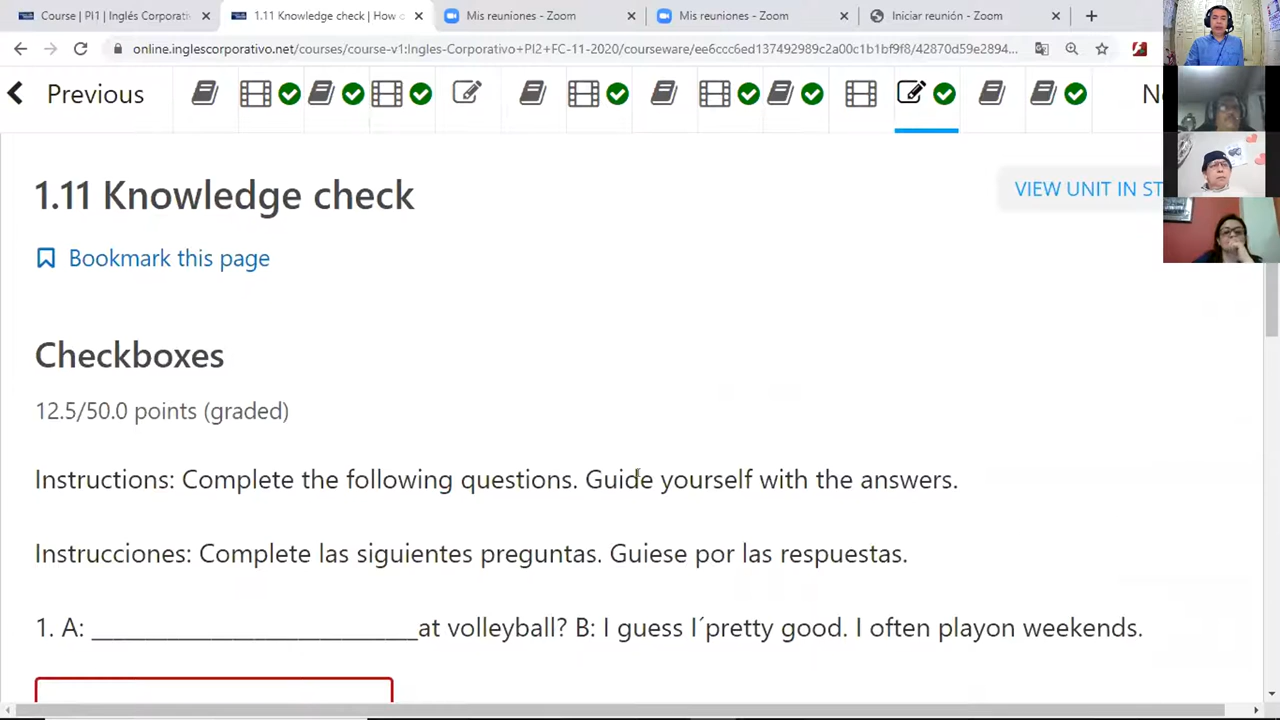 Course | PI1 | Inglés Corporati
1.11 Knowledge check | How
Mis reuniones - Zoom
Mis reuniones - Zoom
Iniciar reunión - Zoom
online.inglescorporativo.net/courses/course-v1:Ingles-Corporativo+PI2+FC-11-2020/courseware/ee6ccc6ed137492989c2a00c1b1bf9f8/42870d59e2894...
Previous
1.11 Knowledge check
VIEW UNIT IN ST
Bookmark this page
Checkboxes
12.5/50.0 points (graded)
Instructions: Complete the following questions. Guide yourself with the answers.
Instrucciones: Complete las siguientes preguntas. Guiese por las respuestas.
1. A: ________________________at volleyball? B: I guess I´pretty good. I often playon weekends.